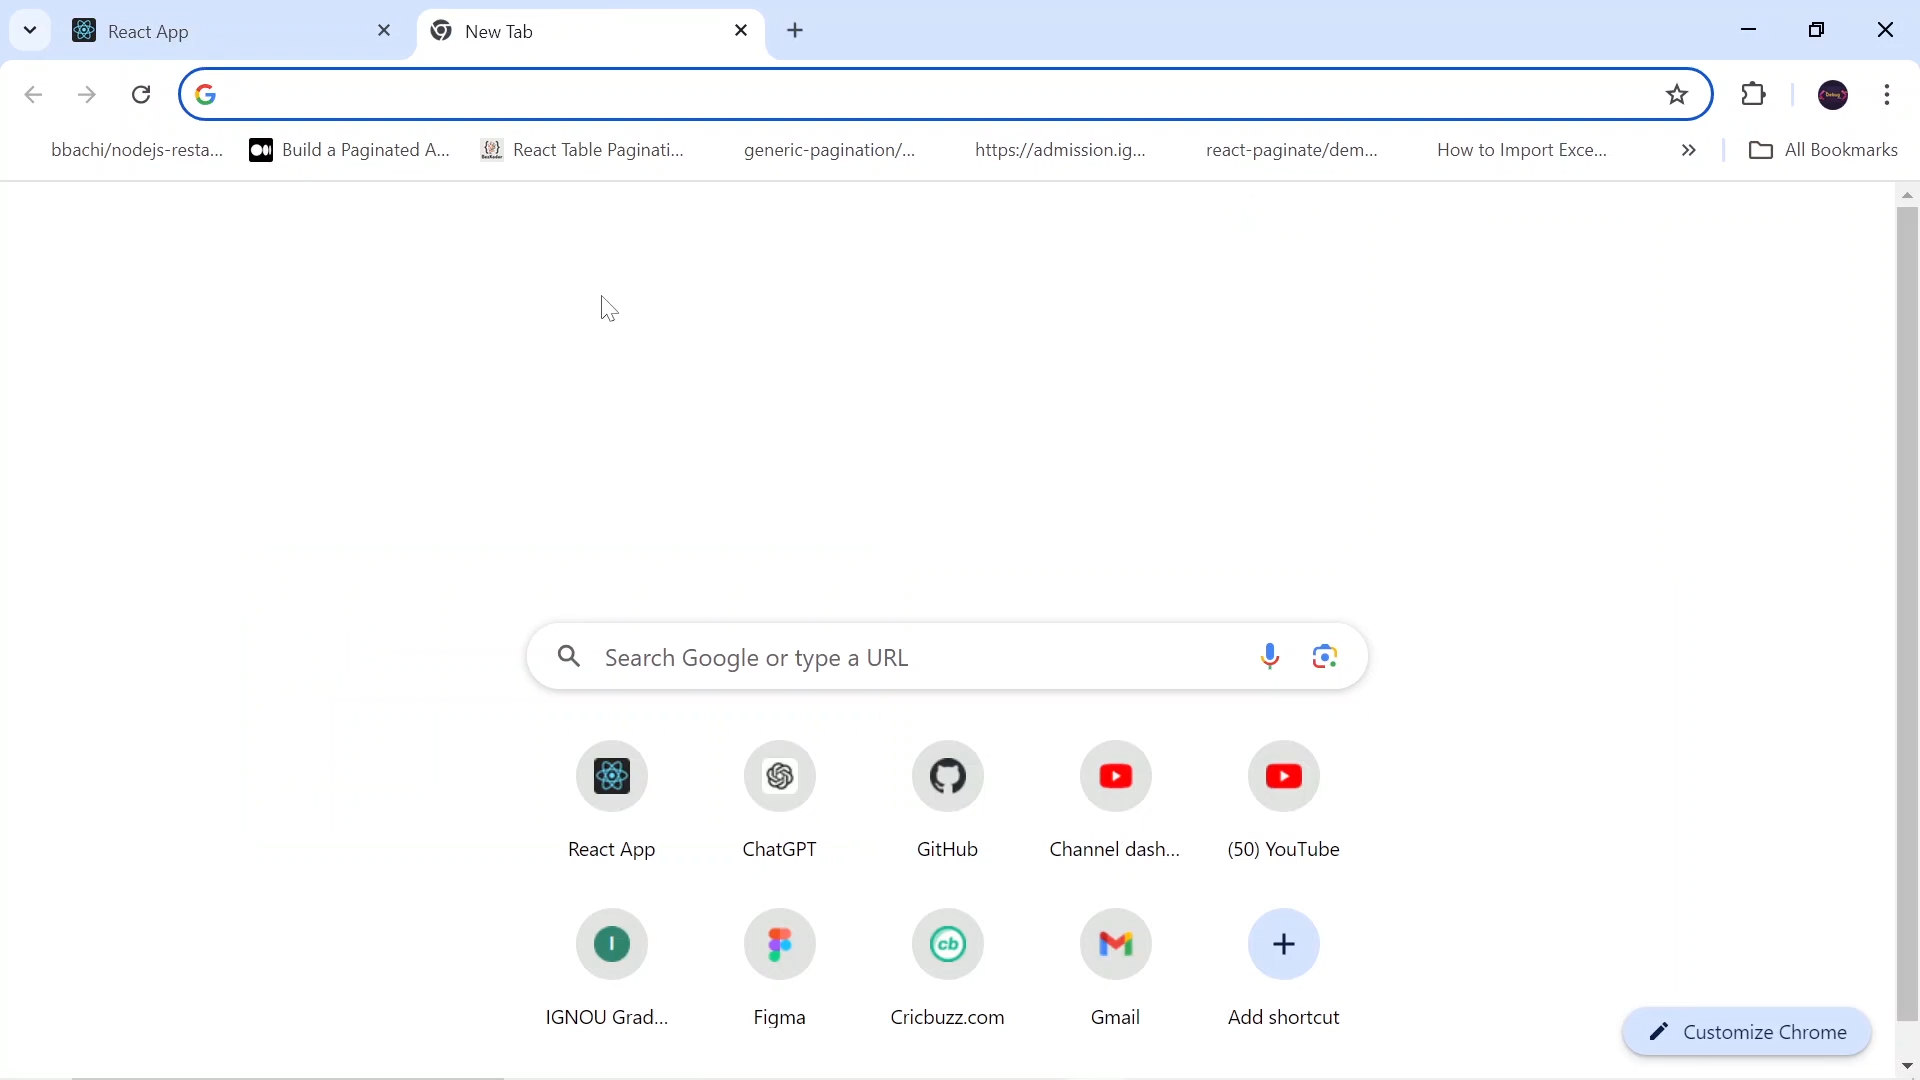 React App
New Tab
bbachi/nodejs-resta...
Build a Paginated A...
React Table Paginati...
generic-pagination/...
https://admission.ig...
react-paginate/dem...
How to Import Exce...
All Bookmarks
Search Google or type a URL
React App
ChatGPT
GitHub
Channel dash...
(50) YouTube
I
cb
IGNOU Grad...
Figma
Cricbuzz.com
Gmail
Add shortcut
Customize Chrome